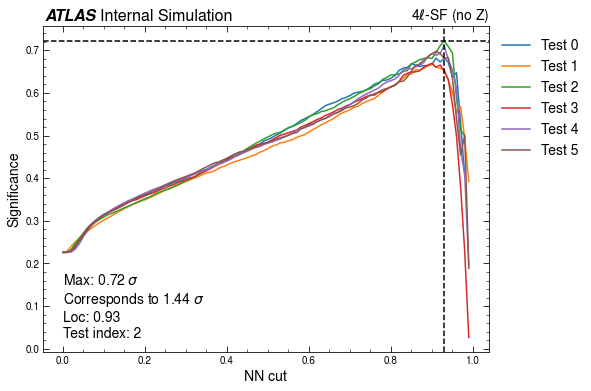 ATLAS Internal Simulation
4ℓ-SF (no Z)
Significance
0.7
0.6
0.5
0.4
0.3
0.2
0.1
0.0
Max: 0.72 σ
Corresponds to 1.44 σ
Loc: 0.93
Test index: 2
0.0 0.2 0.4 0.6 0.8 1.0
NN cut
Test 0
Test 1
Test 2
Test 3
Test 4
Test 5